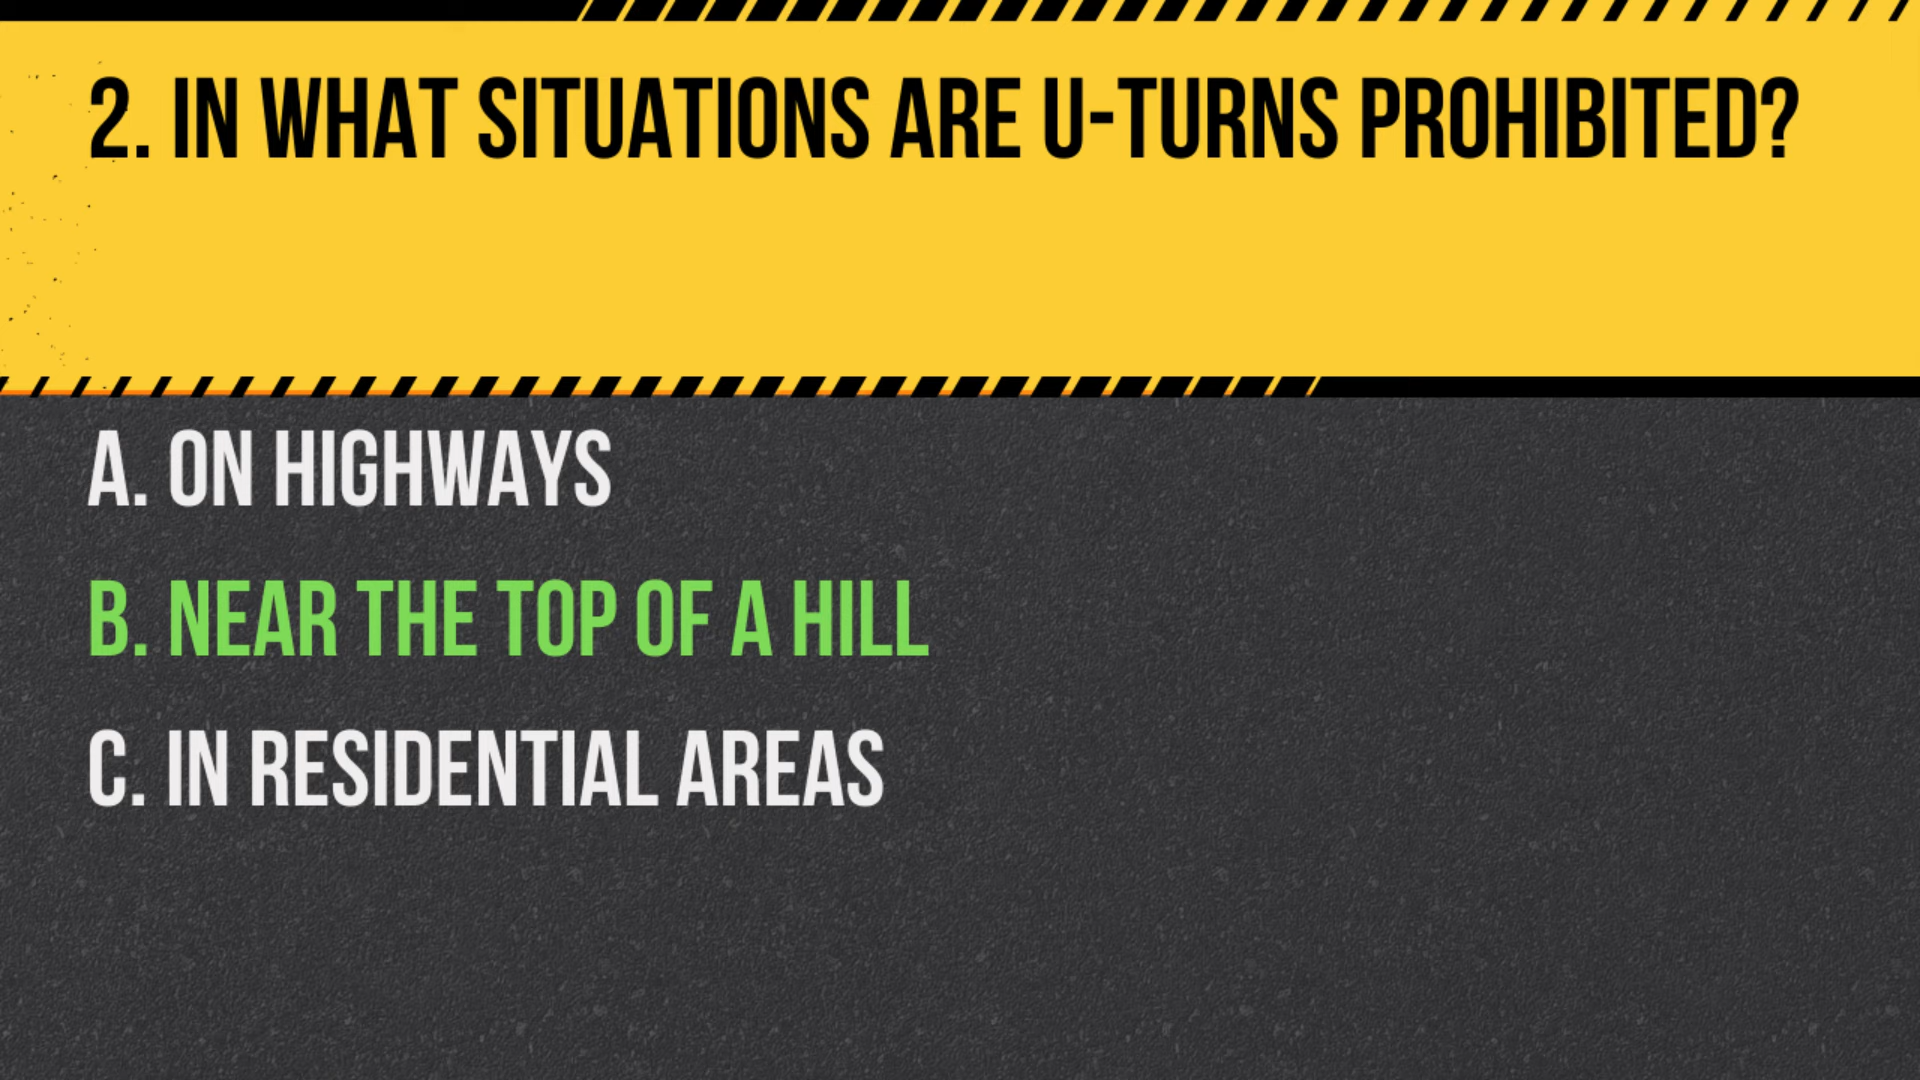 2. IN WHAT SITUATIONS ARE U-TURNS PROHIBITED?
A. ON HIGHWAYS
B. NEAR THE TOP OF A HILL
C. IN RESIDENTIAL AREAS